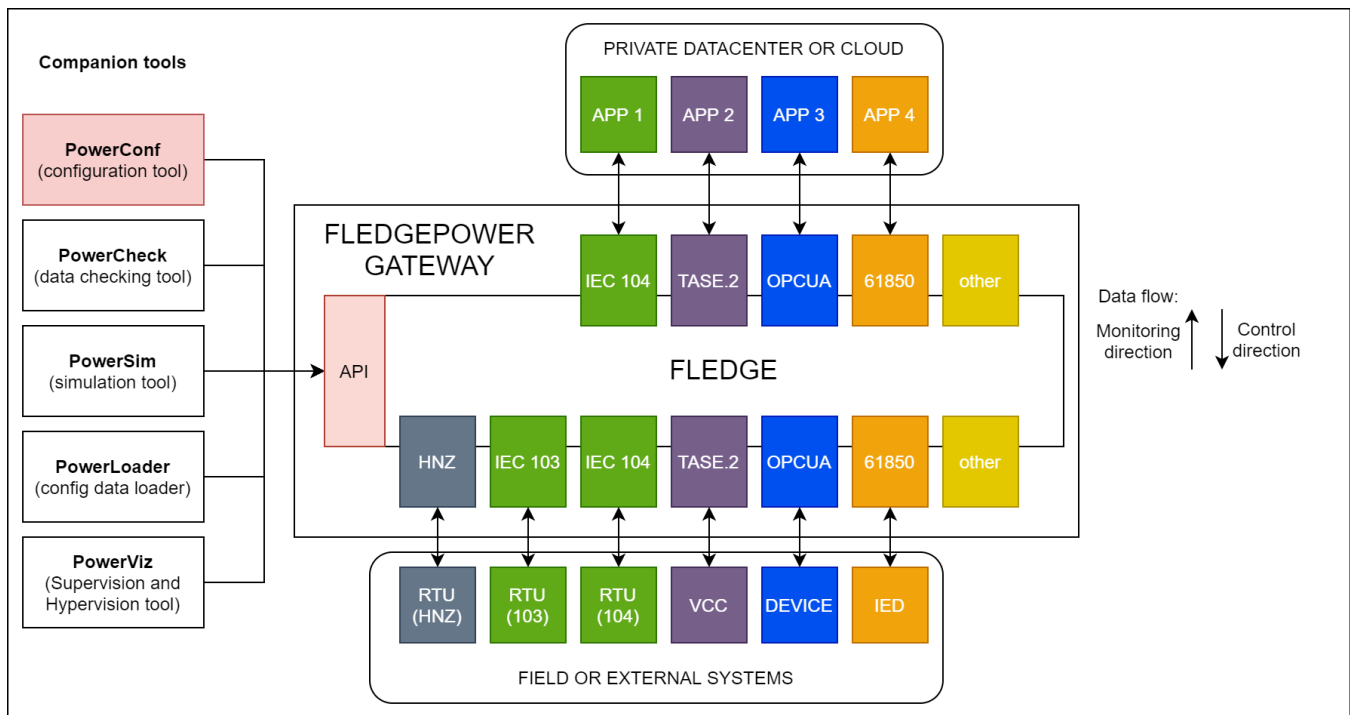 Companion tools
PowerConf
(configuration tool)
PowerCheck
(data checking tool)
PowerSim
(simulation tool)
PowerLoader
(config data loader)
PowerViz
(Supervision and
Hypervision tool)
PRIVATE DATACENTER OR CLOUD
APP 1
APP 2
APP 3
APP 4
FLEDGEPOWER
GATEWAY
IEC 104
TASE.2
OPCUA
61850
other
API
FLEDGE
HNZ
IEC 103
IEC 104
TASE.2
OPCUA
61850
other
RTU
(HNZ)
RTU
(103)
RTU
(104)
VCC
DEVICE
IED
FIELD OR EXTERNAL SYSTEMS
Data flow:
Monitoring
direction
Control
direction